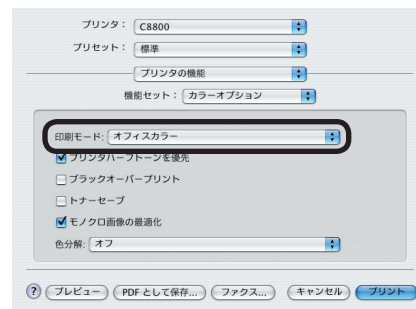 プリンタ： C8800
プリセット： 標準
プリンタの機能
機能セット： カラーオプション
印刷モード： オフィスカラー
プリンタハーフトーンを優先
ブラックオーバープリント
トナーセーブ
モノクロ画像の最適化
色分解： オフ
? プレビュー PDF として保存... ファクス... キャンセル プリント